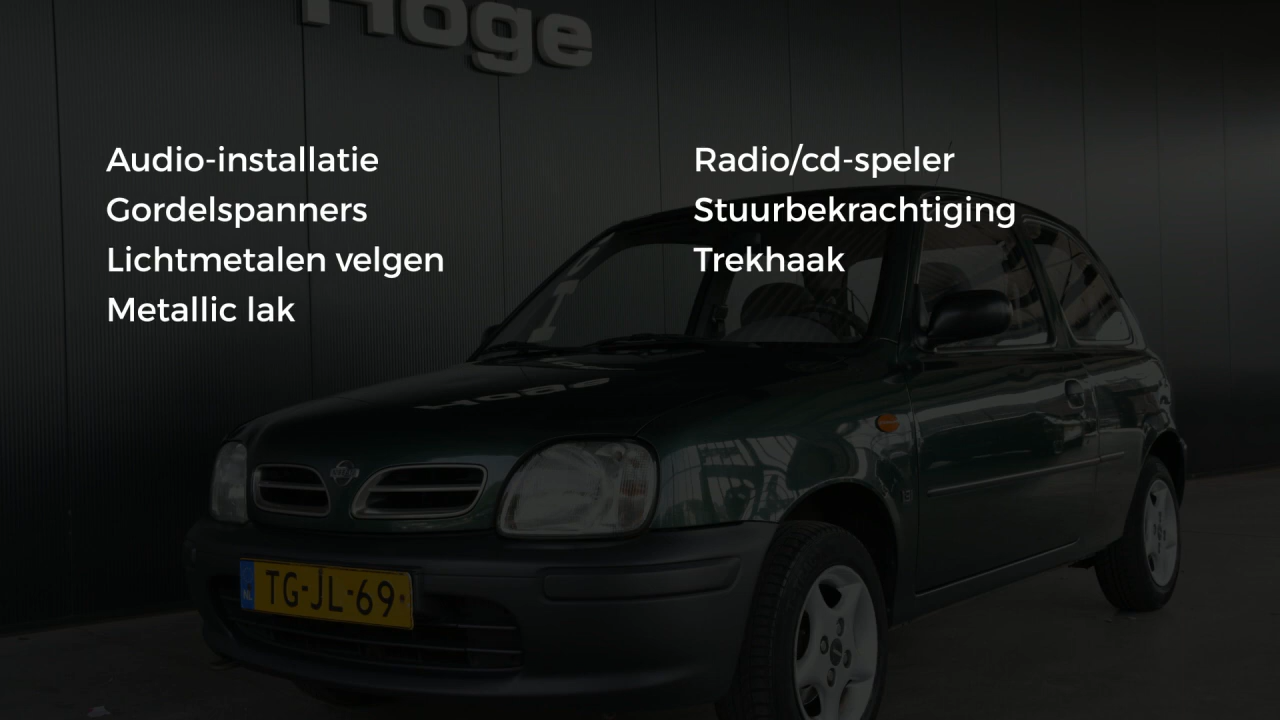 Hoge
Audio-installatie
Gordelspanners
Lichtmetalen velgen
Metallic lak
Radio/cd-speler
Stuurbekrachtiging
Trekhaak
NL
TG-JL-69